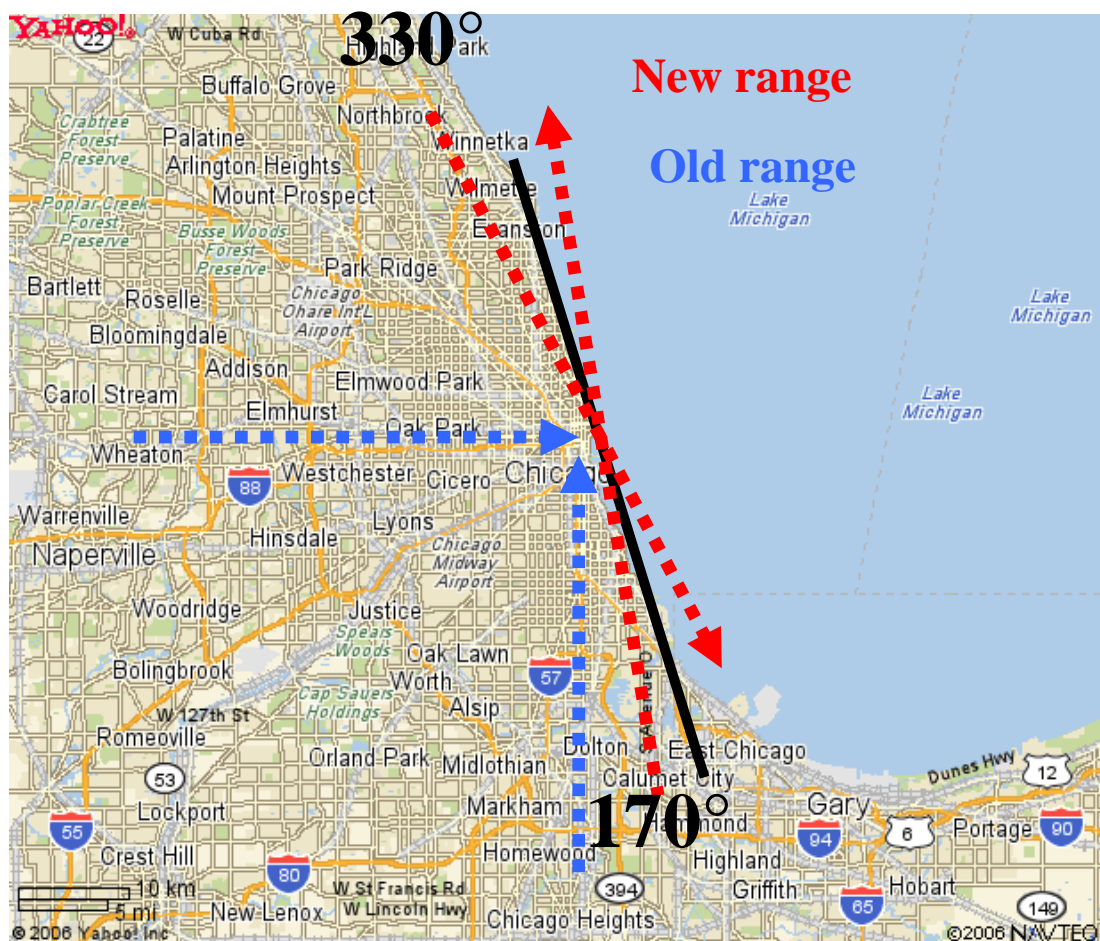 YAHOO!
22
W Cuba Rd
330°
Highland Park
New range
Buffalo Grove
Northbrook
Crabtree
Forest
Preserve
Palatine
Winnetka
Arlington Heights
Old range
Mount Prospect
Wilmette
Poplar Creek
Forest
Preserve
Busse Woods
Forest
Preserve
Evanston
Lake
Michigan
Park Ridge
Bartlett
Roselle
Chicago
Ohare Int'L
Airport
Lake
Michigan
Bloomingdale
Addison
Elmwood Park
Carol Stream
Elmhurst
Oak Park
Lake
Michigan
Wheaton
Westchester
Cicero
Chicago
88
Warrenville
Lyons
Hinsdale
Naperville
Chicago
Midway
Airport
Woodridge
Justice
Spears
Woods
Oak Lawn
Bolingbrook
Worth
57
Cap Sauers
Holdings
S Avenue O
W 127th St
Alsip
Romeoville
Orland Park
Midlothian
Dolton
East Chicago
53
Calumet City
Dunes Hwy
12
Lockport
Markham
170°
Hammond
Gary
55
94
6
Portage
90
Crest Hill
Homewood
Highland
80
W St Francis Rd
394
Griffith
Hobart
10 km
5 mi
New Lenox
W Lincoln Hwy
Chicago Heights
65
149
©2006 Yahoo! Inc
©2006 NAVTEQ